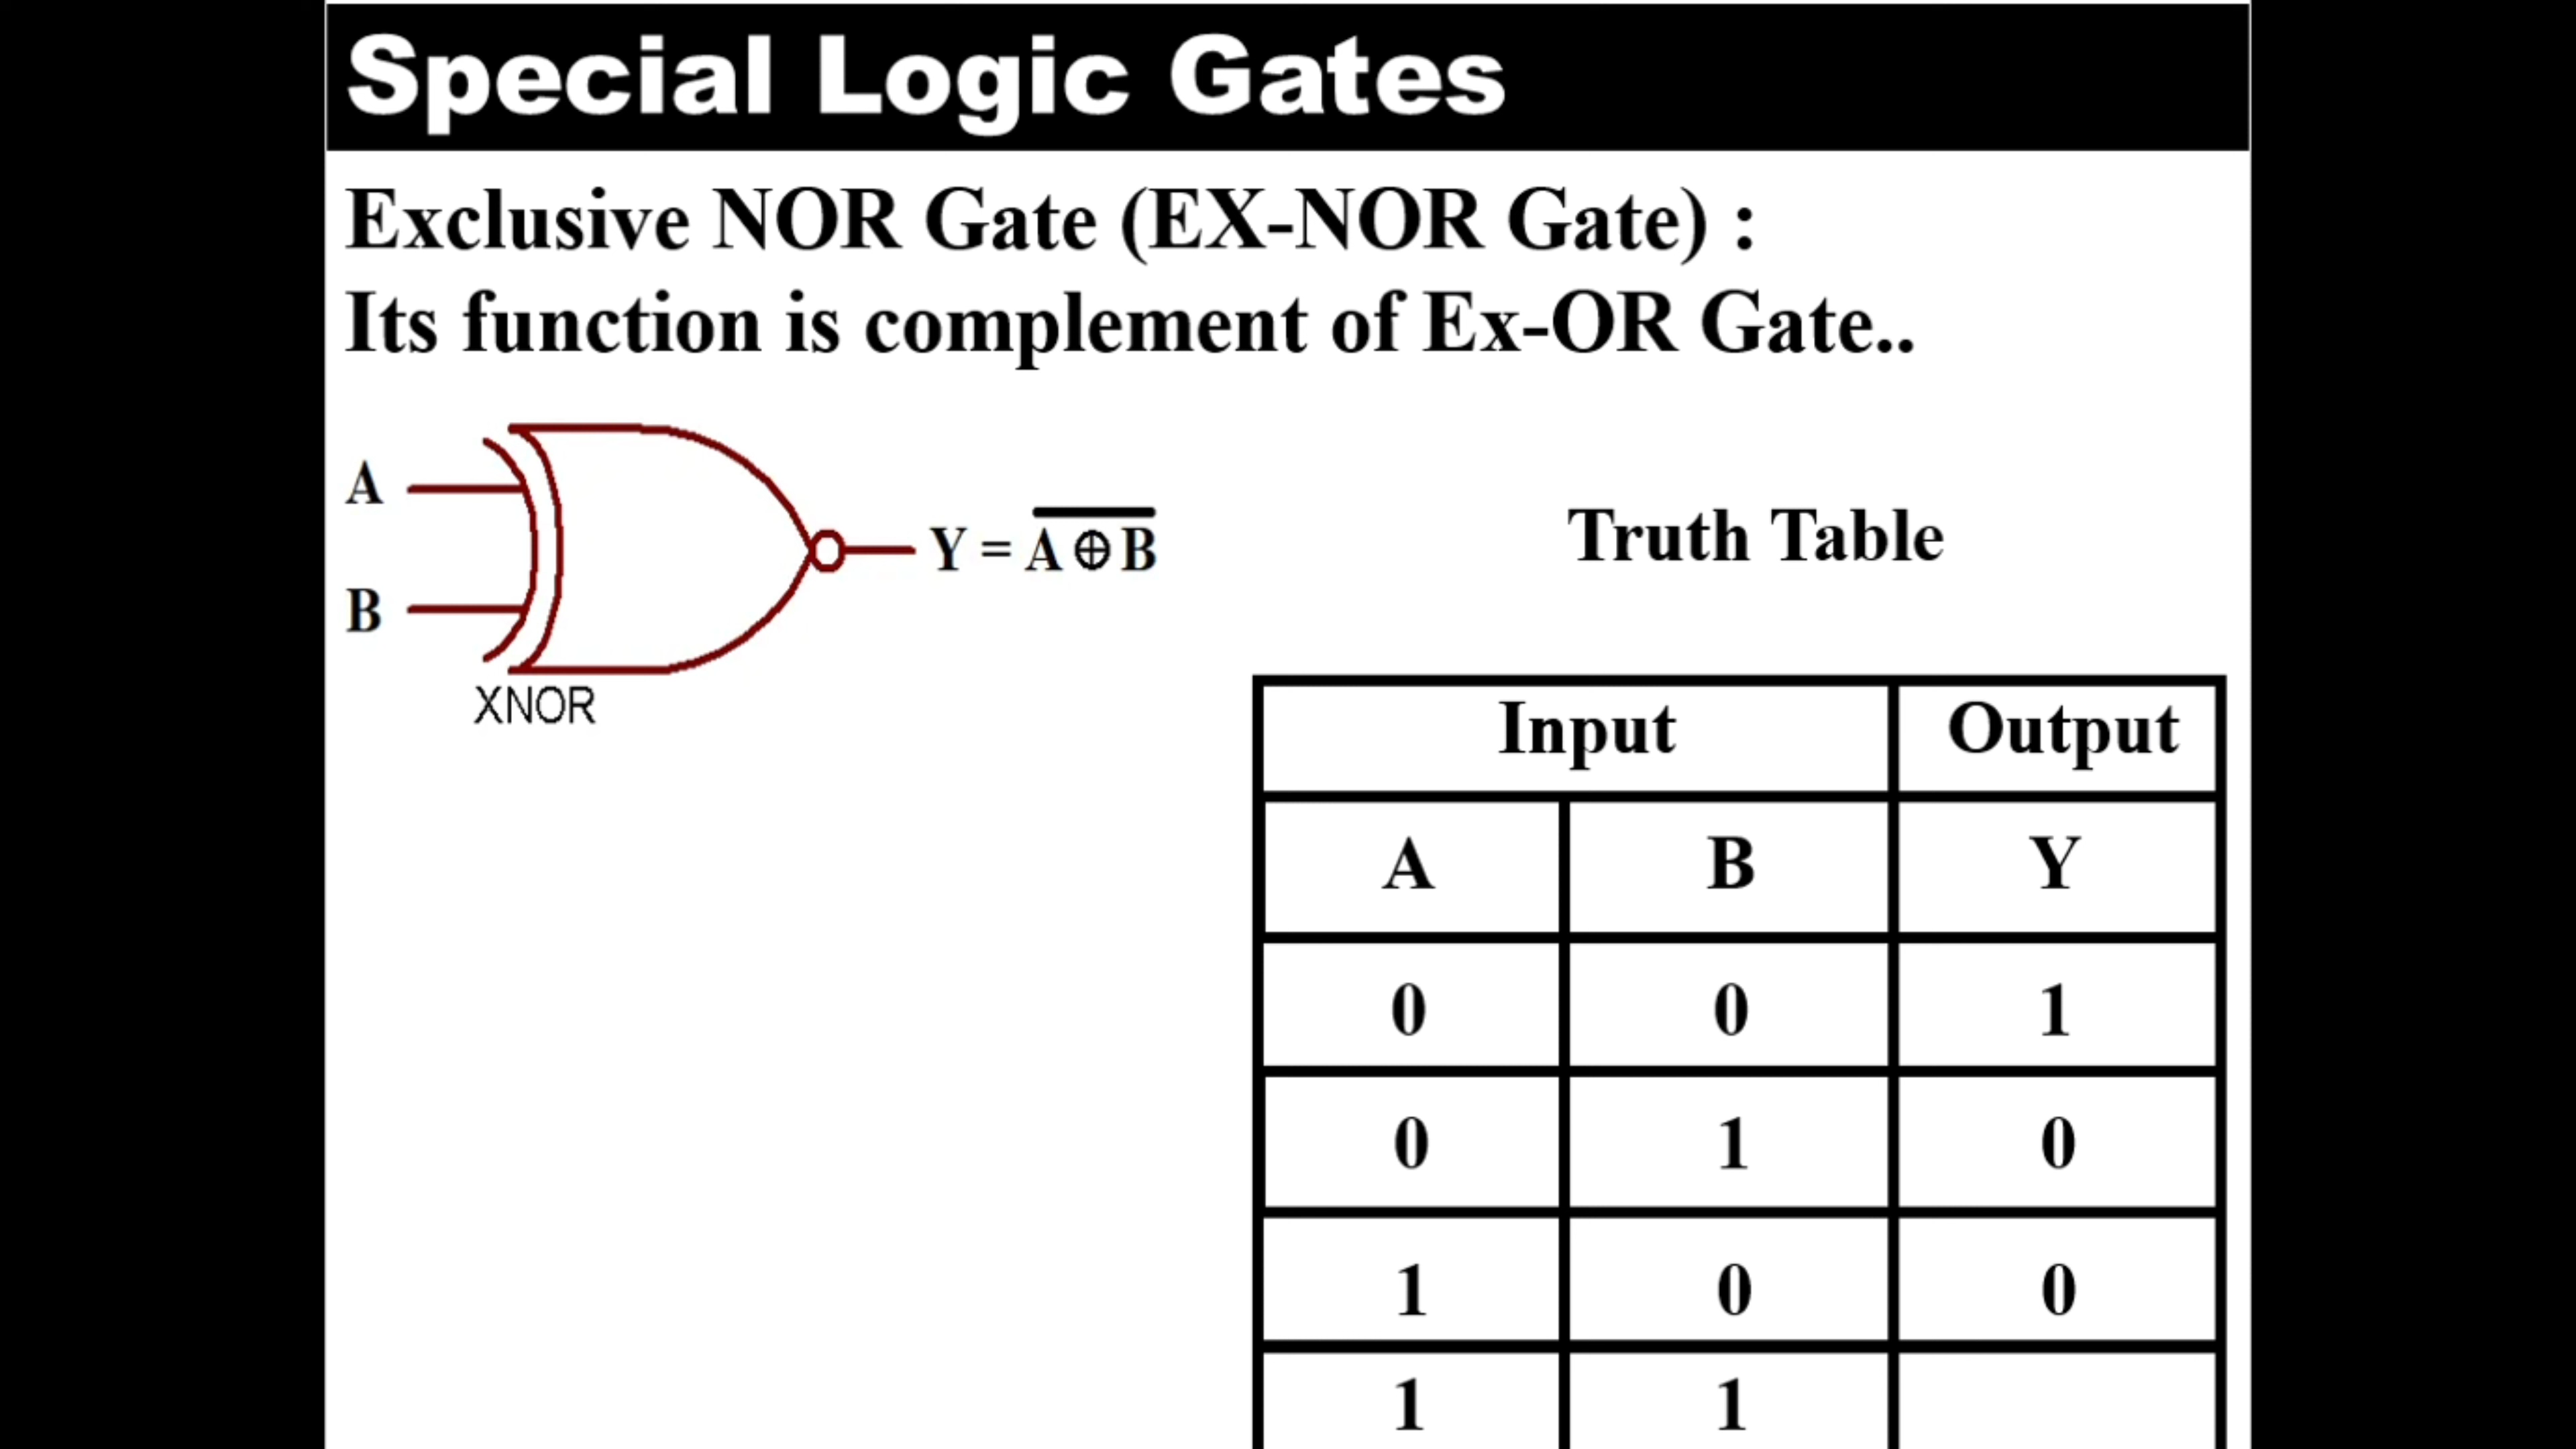 Special Logic Gates
Exclusive NOR Gate (EX-NOR Gate) :
Its function is complement of Ex-OR Gate..
A
B
Y = \overline{A ⊕ B}
XNOR
Truth Table
Input Output
A B Y
0 0 1
0 1 0
1 0 0
1 1